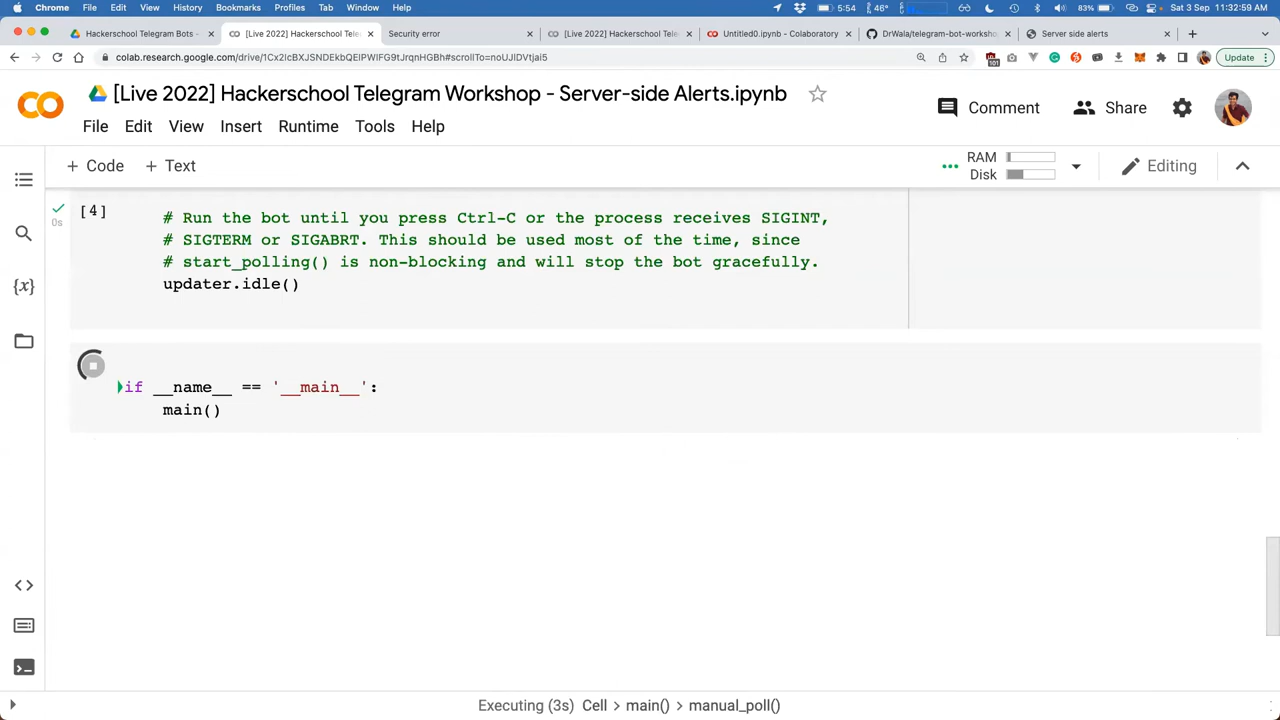 Chrome File Edit View History Bookmarks Profiles Tab Window Help 5:54 46° 83% Sat 3 Sep 11:32:59 AM
Hackerschool Telegram Bots - [Live 2022] Hackerschool Tele Security error [Live 2022] Hackerschool Tele Untitled0.ipynb - Colaboratory DrWala/telegram-bot-worksho Server side alerts
colab.research.google.com/drive/1Cx2IcBXJSNDEkbQEIPWIFG9tJrqnHGBh#scrollTo=noUJIDVtjai5 101 Update
[Live 2022] Hackerschool Telegram Workshop - Server-side Alerts.ipynb
Comment Share
File Edit View Insert Runtime Tools Help
+ Code + Text RAM Disk Editing
[4] # Run the bot until you press Ctrl-C or the process receives SIGINT,
0s # SIGTERM or SIGABRT. This should be used most of the time, since
# start_polling() is non-blocking and will stop the bot gracefully.
updater.idle()
{x}
if __name__ == '__main__':
main()
Executing (3s) Cell > main() > manual_poll()